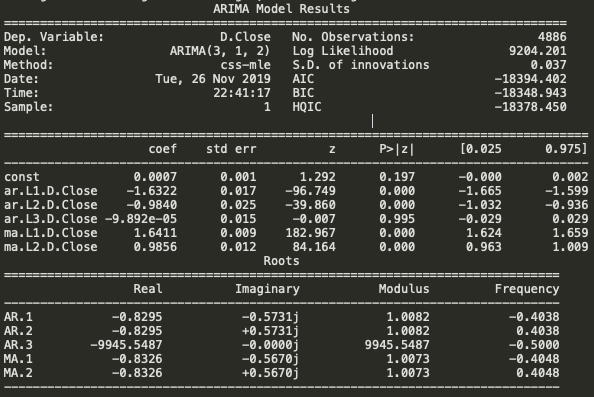 ARIMA Model Results
==============================================================================
Dep. Variable: D.Close No. Observations: 4886
Model: ARIMA(3, 1, 2) Log Likelihood 9204.201
Method: css-mle S.D. of innovations 0.037
Date: Tue, 26 Nov 2019 AIC -18394.402
Time: 22:41:17 BIC -18348.943
Sample: 1 HQIC -18378.450
=================================================================================
coef std err z P>|z| [0.025 0.975]
---------------------------------------------------------------------------------
const 0.0007 0.001 1.292 0.197 -0.000 0.002
ar.L1.D.Close -1.6322 0.017 -96.749 0.000 -1.665 -1.599
ar.L2.D.Close -0.9840 0.025 -39.860 0.000 -1.032 -0.936
ar.L3.D.Close -9.892e-05 0.015 -0.007 0.995 -0.029 0.029
ma.L1.D.Close 1.6411 0.009 182.967 0.000 1.624 1.659
ma.L2.D.Close 0.9856 0.012 84.164 0.000 0.963 1.009
Roots
=============================================================================
Real Imaginary Modulus Frequency
-----------------------------------------------------------------------------
AR.1 -0.8295 -0.5731j 1.0082 -0.4038
AR.2 -0.8295 +0.5731j 1.0082 0.4038
AR.3 -9945.5487 -0.0000j 9945.5487 -0.5000
MA.1 -0.8326 -0.5670j 1.0073 -0.4048
MA.2 -0.8326 +0.5670j 1.0073 0.4048
-----------------------------------------------------------------------------